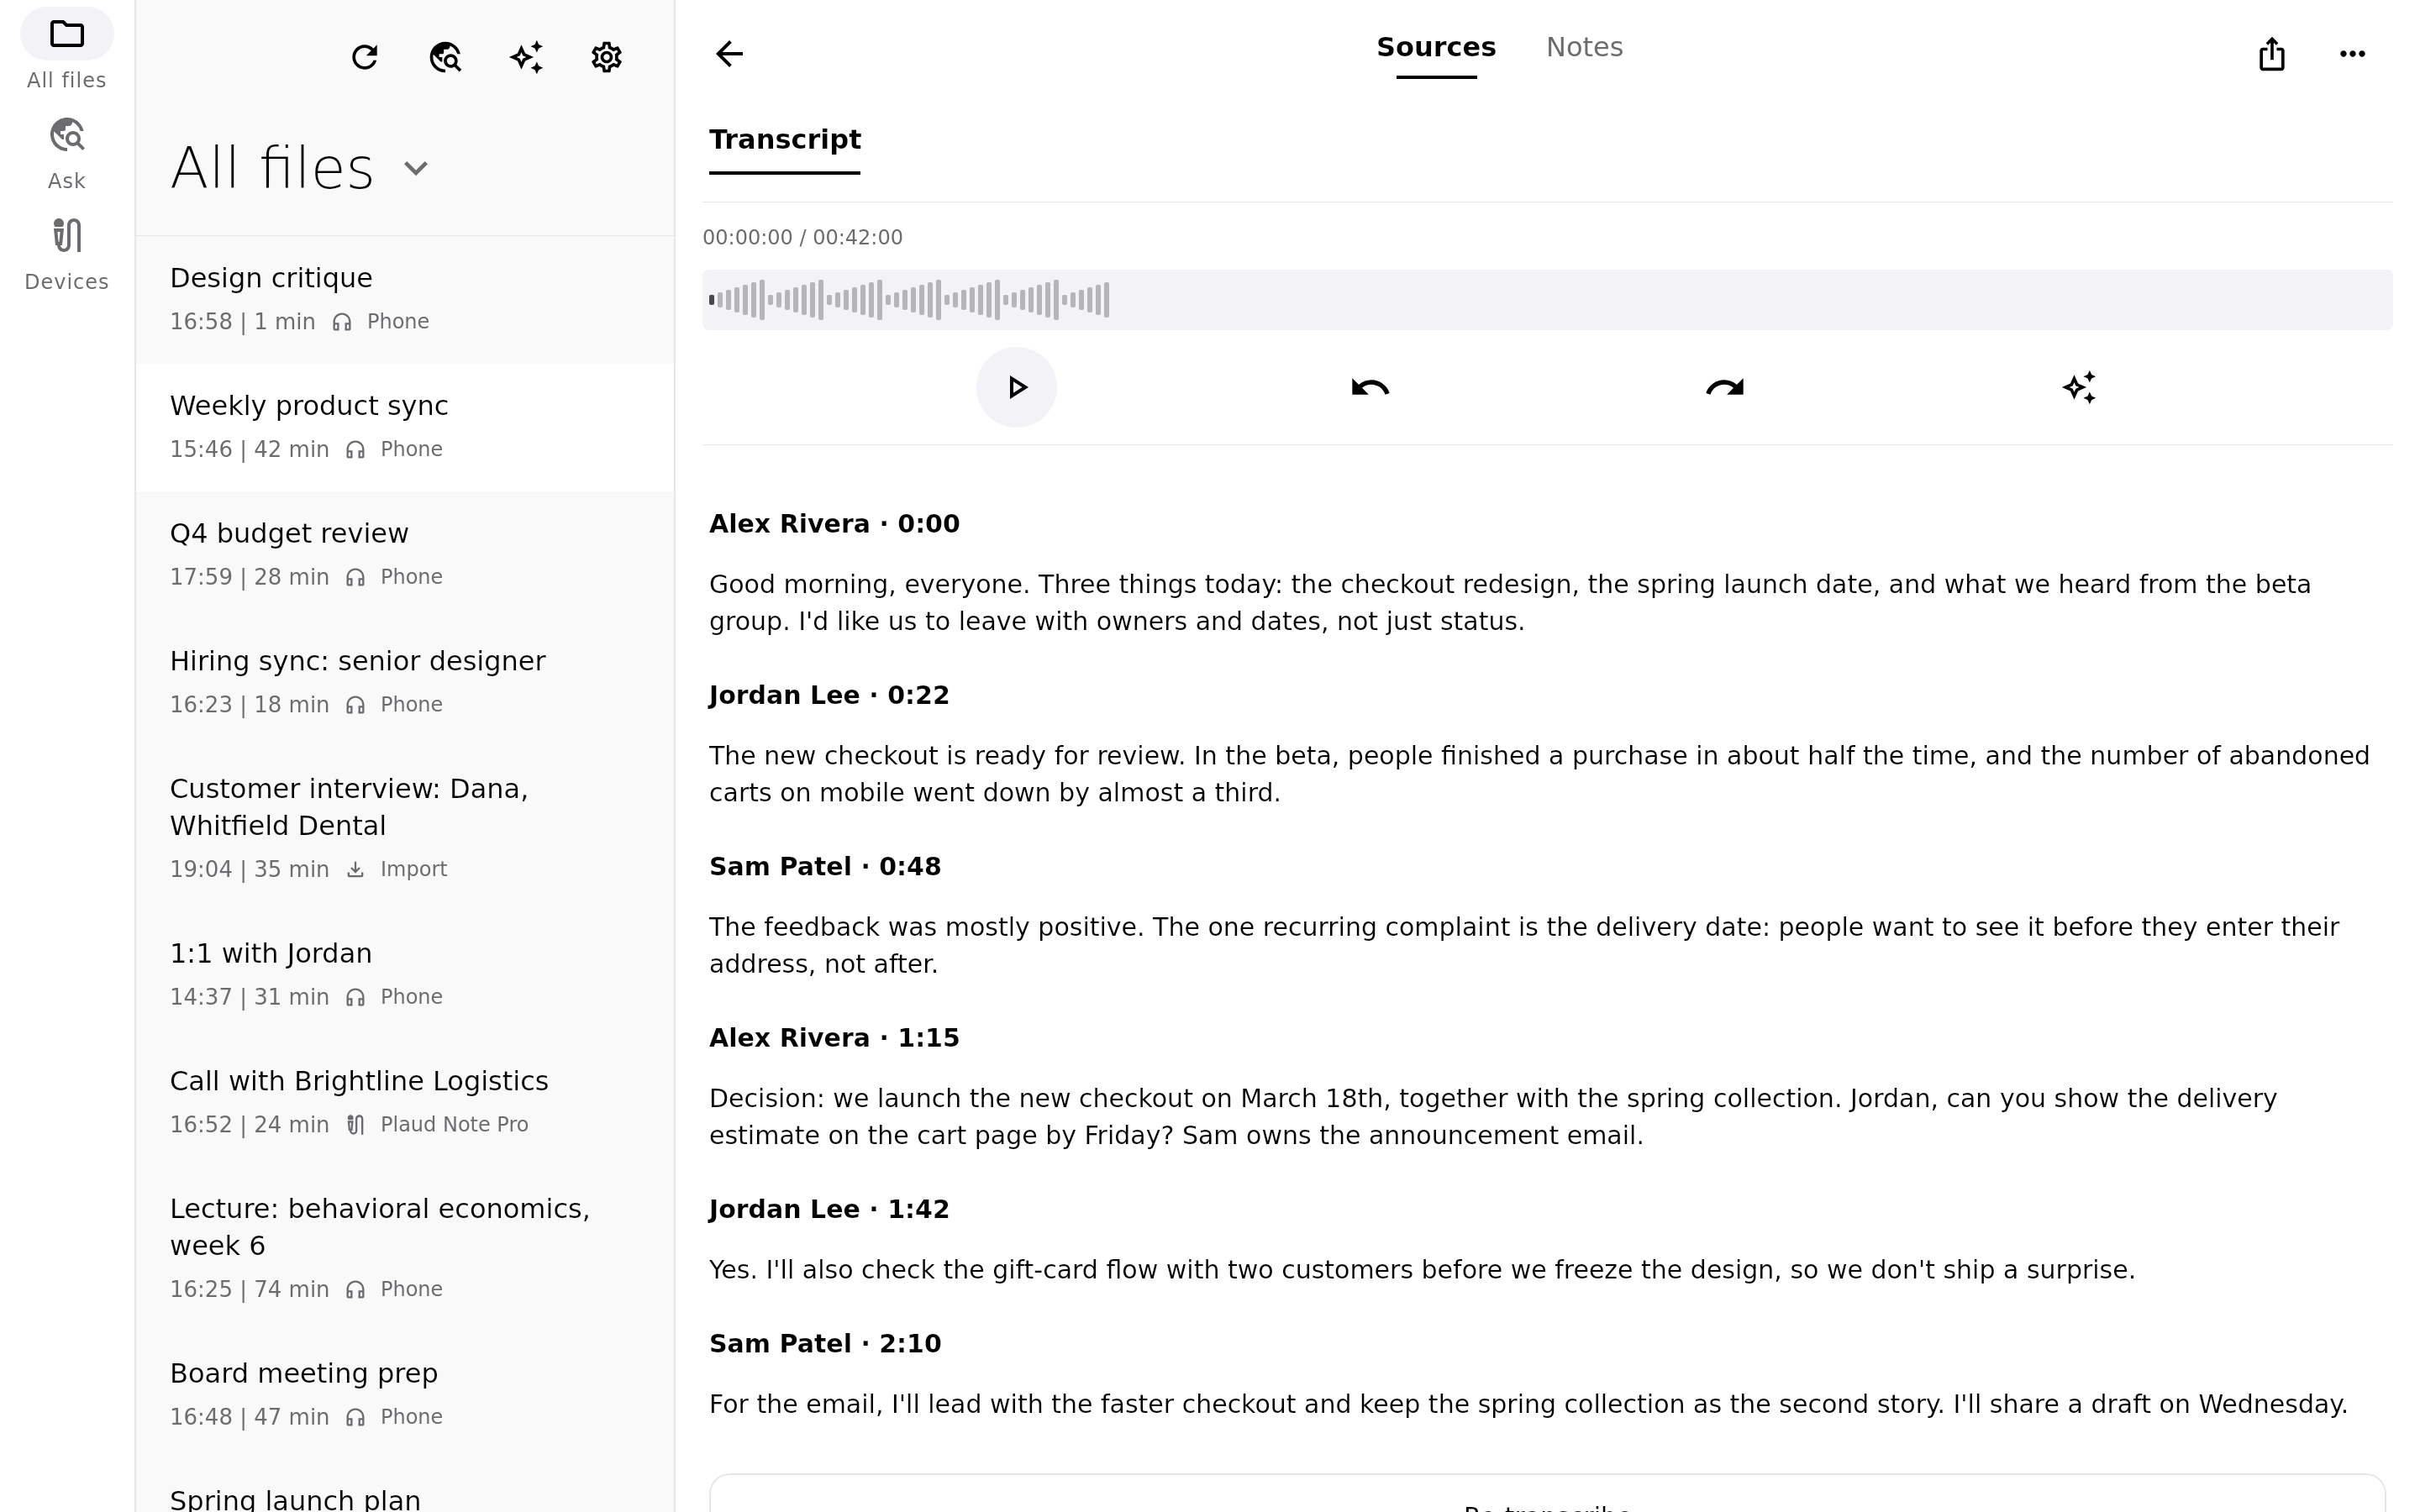 All files
Ask
Devices
All files
Design critique
16:58 | 1 min Phone
Weekly product sync
15:46 | 42 min Phone
Q4 budget review
17:59 | 28 min Phone
Hiring sync: senior designer
16:23 | 18 min Phone
Customer interview: Dana,
Whitfield Dental
19:04 | 35 min Import
1:1 with Jordan
14:37 | 31 min Phone
Call with Brightline Logistics
16:52 | 24 min Plaud Note Pro
Lecture: behavioral economics,
week 6
16:25 | 74 min Phone
Board meeting prep
16:48 | 47 min Phone
Spring launch plan
Sources Notes
Transcript
00:00:00 / 00:42:00
Alex Rivera · 0:00
Good morning, everyone. Three things today: the checkout redesign, the spring launch date, and what we heard from the beta
group. I'd like us to leave with owners and dates, not just status.
Jordan Lee · 0:22
The new checkout is ready for review. In the beta, people finished a purchase in about half the time, and the number of abandoned
carts on mobile went down by almost a third.
Sam Patel · 0:48
The feedback was mostly positive. The one recurring complaint is the delivery date: people want to see it before they enter their
address, not after.
Alex Rivera · 1:15
Decision: we launch the new checkout on March 18th, together with the spring collection. Jordan, can you show the delivery
estimate on the cart page by Friday? Sam owns the announcement email.
Jordan Lee · 1:42
Yes. I'll also check the gift-card flow with two customers before we freeze the design, so we don't ship a surprise.
Sam Patel · 2:10
For the email, I'll lead with the faster checkout and keep the spring collection as the second story. I'll share a draft on Wednesday.